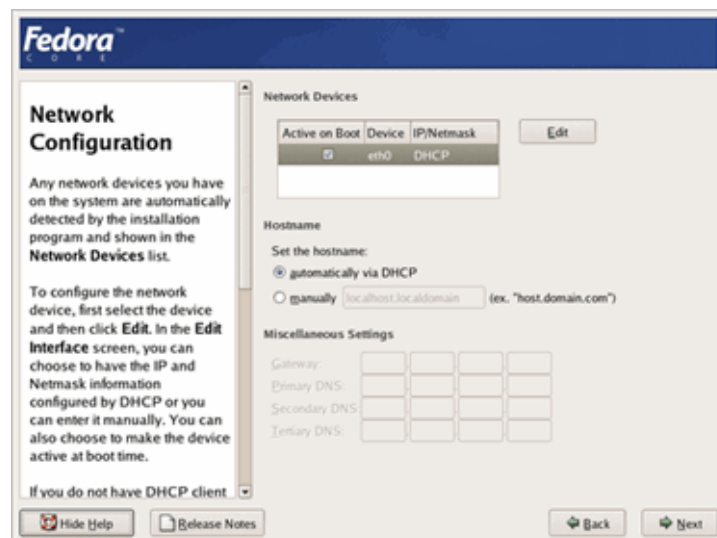 Fedora™
CORE
Network
Configuration
Any network devices you have
on the system are automatically
detected by the installation
program and shown in the
Network Devices list.
To configure the network
device, first select the device
and then click Edit. In the Edit
Interface screen, you can
choose to have the IP and
Netmask information
configured by DHCP or you
can enter it manually. You can
also choose to make the device
active at boot time.
If you do not have DHCP client
Network Devices
Active on Boot Device IP/Netmask
eth0 DHCP
Edit
Hostname
Set the hostname:
automatically via DHCP
manually localhost.localdomain (ex. "host.domain.com")
Miscellaneous Settings
Gateway:
Primary DNS:
Secondary DNS:
Tertiary DNS:
Hide Help
Release Notes
Back
Next